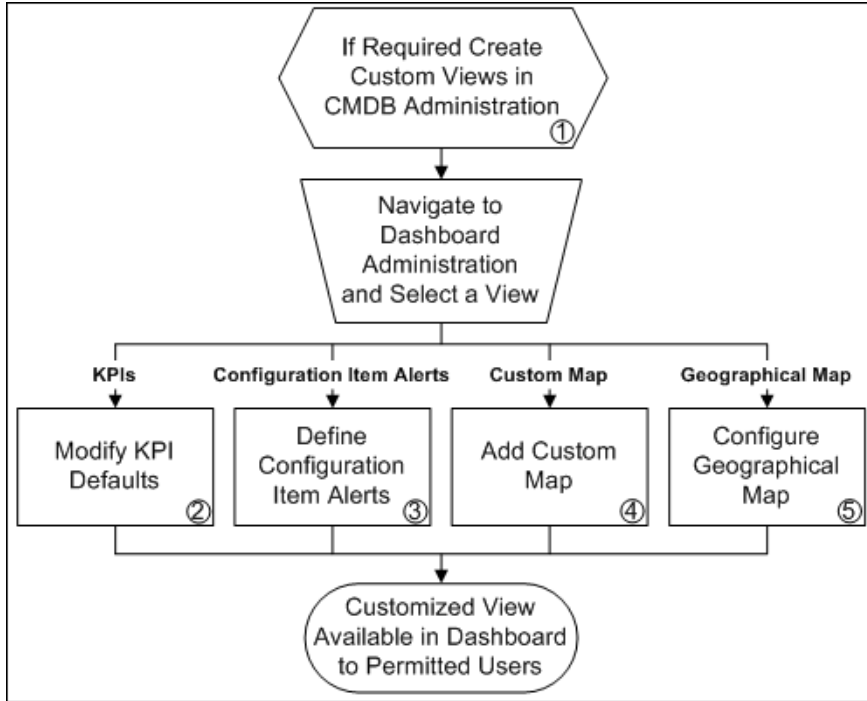 If Required Create
Custom Views in
CMDB Administration
①
Navigate to
Dashboard
Administration
and Select a View
KPIs
Configuration Item Alerts
Custom Map
Geographical Map
Modify KPI
Defaults
②
Define
Configuration
Item Alerts
③
Add Custom
Map
④
Configure
Geographical
Map
⑤
Customized View
Available in Dashboard
to Permitted Users